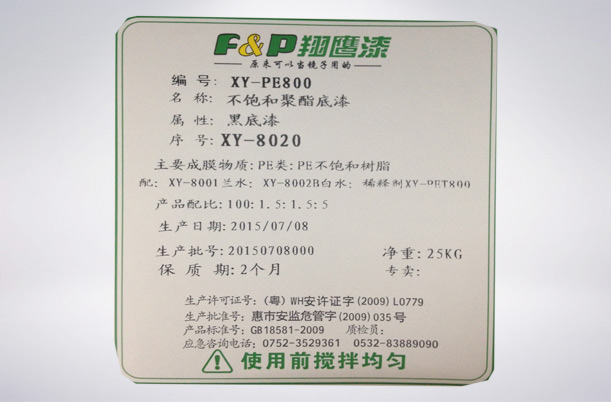 F&P翔鹰漆
原来可以当镜子用的
编 号: XY-PE800
名 称: 不饱和聚酯底漆
属 性: 黑底漆
序 号: XY-8020
主要成膜物质: PE类: PE不饱和树脂
配: XY-8001兰水: XY-8002B白水: 稀释剂XY-PET800
产品配比: 100: 1.5: 1.5: 5
生产日期: 2015/07/08
生产批号: 20150708000 净重: 25KG
保 质 期: 2个月 专卖:
生产许可证号: (粤) WH安许证字 (2009) L0779
生产批准号: 惠市安监危管字 (2009) 035号
产品标准号: GB18581-2009 质检员:
应急咨询电话: 0752-3529361 0532-83889090
使用前搅拌均匀